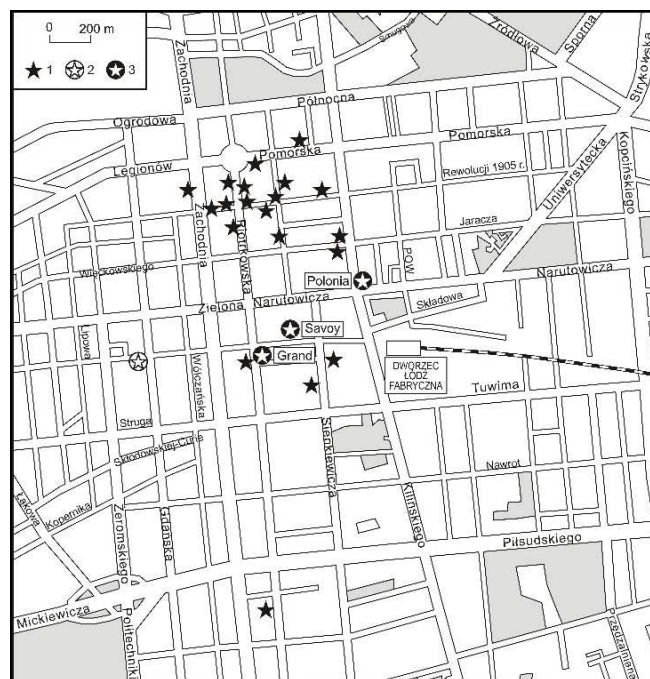 0 200 m
1 2 3
Zachodnia
Smugowa
Źródłowa
Sporna
Strykowska
Północna
Ogrodowa
Pomorska
Pomorska
Legionów
Rewolucji 1905 r.
Kopcińskiego
Uniwersytecka
Zachodnia
Piotrkowska
Jaracza
Więckowskiego
POW
Polonia
Narutowicza
Zielona Narutowicza
Składowa
Savoy
Lipowa
Grand
DWORZEC
ŁÓDŹ
FABRYCZNA
Wólczańska
Tuwima
Struga
Sienkiewicza
Skłodowskiej-Curie
Nawrot
Łąkowa
Kopernika
Żeromskiego
Gdańska
Kilińskiego
Piłsudskiego
Mickiewicza
Politechniki
Przędzalniana